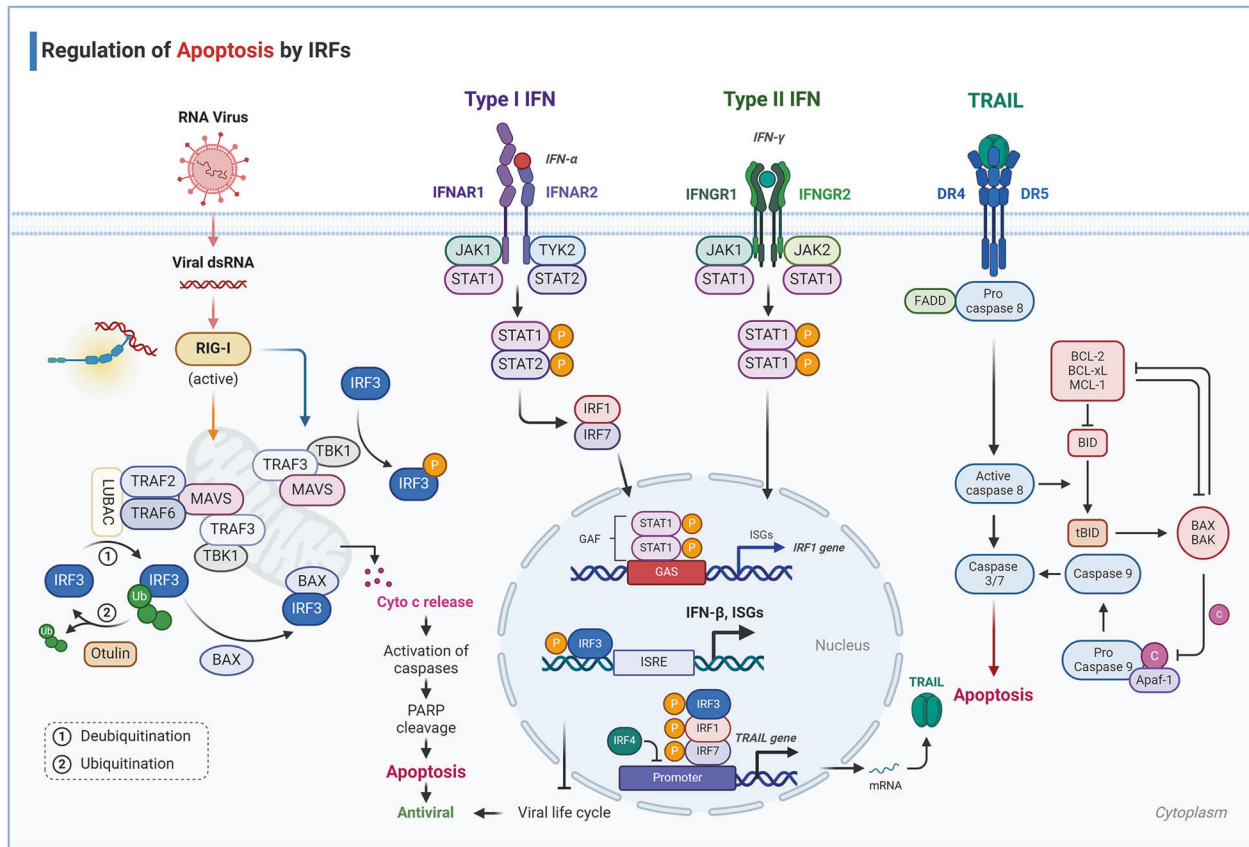 Regulation of Apoptosis by IRFs
RNA Virus
Viral dsRNA
RIG-I
(active)
IRF3
P
IRF3
TBK1
TRAF3
MAVS
LUBAC
TRAF2
TRAF6
MAVS
TRAF3
TBK1
IRF3
1
IRF3
Ub
2
Ub
Otulin
BAX
BAX
IRF3
1 Deubiquitination
2 Ubiquitination
Cyto c release
Activation of
caspases
PARP
cleavage
Apoptosis
Antiviral
Viral life cycle
Type I IFN
IFN-α
IFNAR1
IFNAR2
JAK1
STAT1
TYK2
STAT2
STAT1
P
STAT2
P
IRF1
IRF7
Type II IFN
IFN-γ
IFNGR1
IFNGR2
JAK1
STAT1
JAK2
STAT1
STAT1
P
STAT1
P
GAF
STAT1
P
STAT1
P
GAS
ISGs
IRF1 gene
IFN-β, ISGs
P
IRF3
ISRE
Nucleus
P
IRF3
P
IRF1
P
IRF7
IRF4
TRAIL gene
Promoter
mRNA
TRAIL
TRAIL
DR4
DR5
FADD
Pro
caspase 8
BCL-2
BCL-xL
MCL-1
BID
Active
caspase 8
tBID
BAX
BAK
Caspase
3/7
Caspase 9
C
Pro
Caspase 9
C
Apaf-1
Apoptosis
Cytoplasm